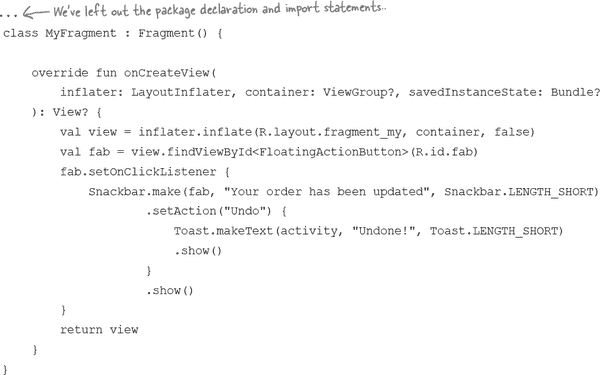 ... We've left out the package declaration and import statements..
class MyFragment : Fragment() {
override fun onCreateView(
inflater: LayoutInflater, container: ViewGroup?, savedInstanceState: Bundle?
): View? {
val view = inflater.inflate(R.layout.fragment_my, container, false)
val fab = view.findViewById<FloatingActionButton>(R.id.fab)
fab.setOnClickListener {
Snackbar.make(fab, "Your order has been updated", Snackbar.LENGTH_SHORT)
.setAction("Undo") {
Toast.makeText(activity, "Undone!", Toast.LENGTH_SHORT)
.show()
}
.show()
}
return view
}
}